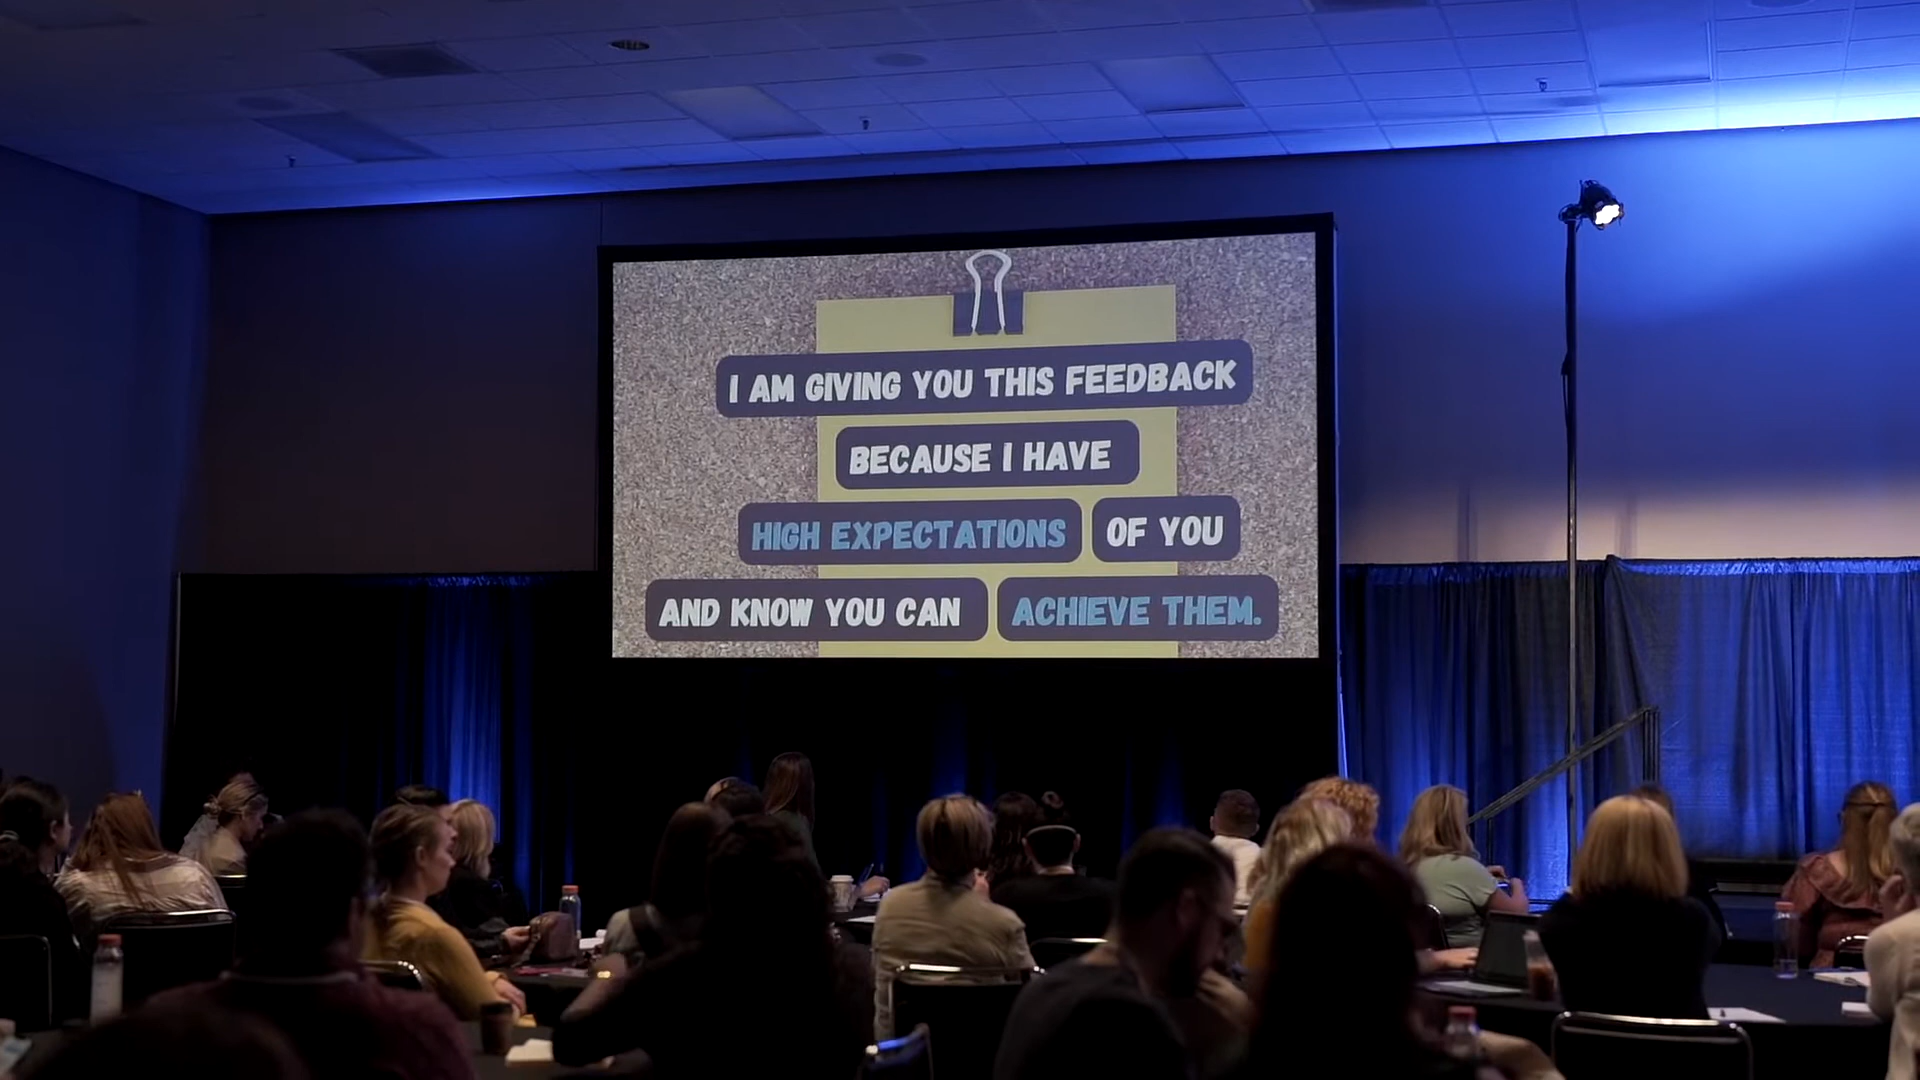 I AM GIVING YOU THIS FEEDBACK
BECAUSE I HAVE
HIGH EXPECTATIONS OF YOU
AND KNOW YOU CAN ACHIEVE THEM.